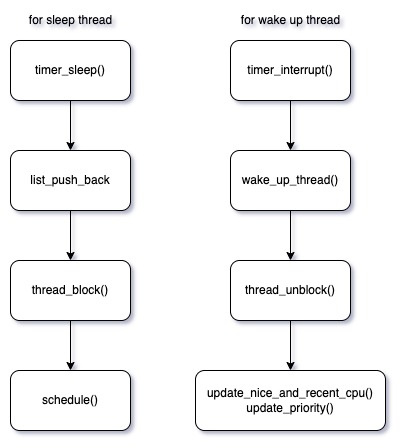 for sleep thread
timer_sleep()
list_push_back
thread_block()
schedule()
for wake up thread
timer_interrupt()
wake_up_thread()
thread_unblock()
update_nice_and_recent_cpu()
update_priority()